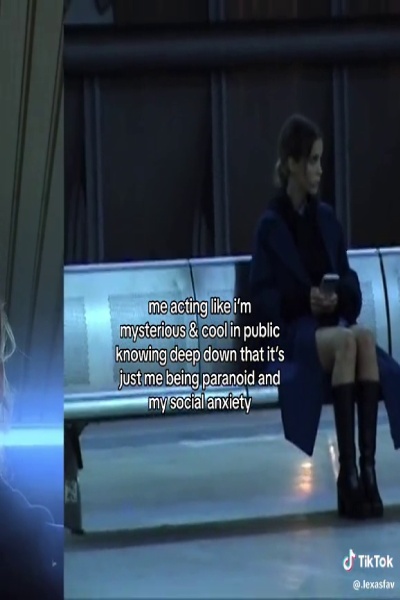 me acting like i'm
mysterious & cool in public
knowing deep down that it's
just me being paranoid and
my social anxiety
TikTok
@.lexasfav